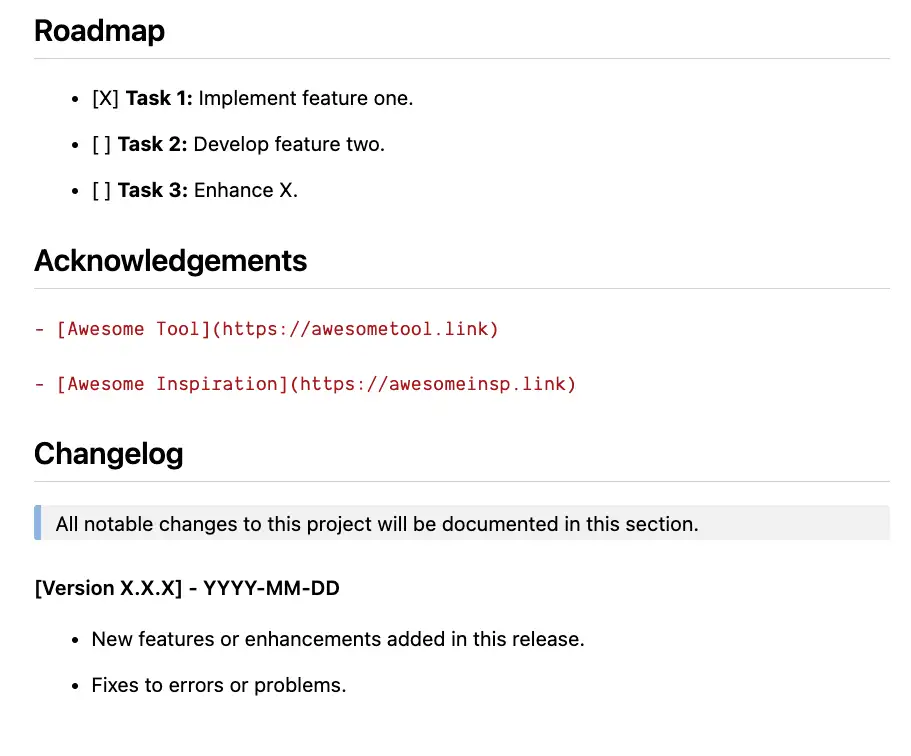 Roadmap
• [X] Task 1: Implement feature one.
• [ ] Task 2: Develop feature two.
• [ ] Task 3: Enhance X.
Acknowledgements
- [Awesome Tool](https://awesometool.link)
- [Awesome Inspiration](https://awesomeinsp.link)
Changelog
All notable changes to this project will be documented in this section.
[Version X.X.X] - YYYY-MM-DD
• New features or enhancements added in this release.
• Fixes to errors or problems.